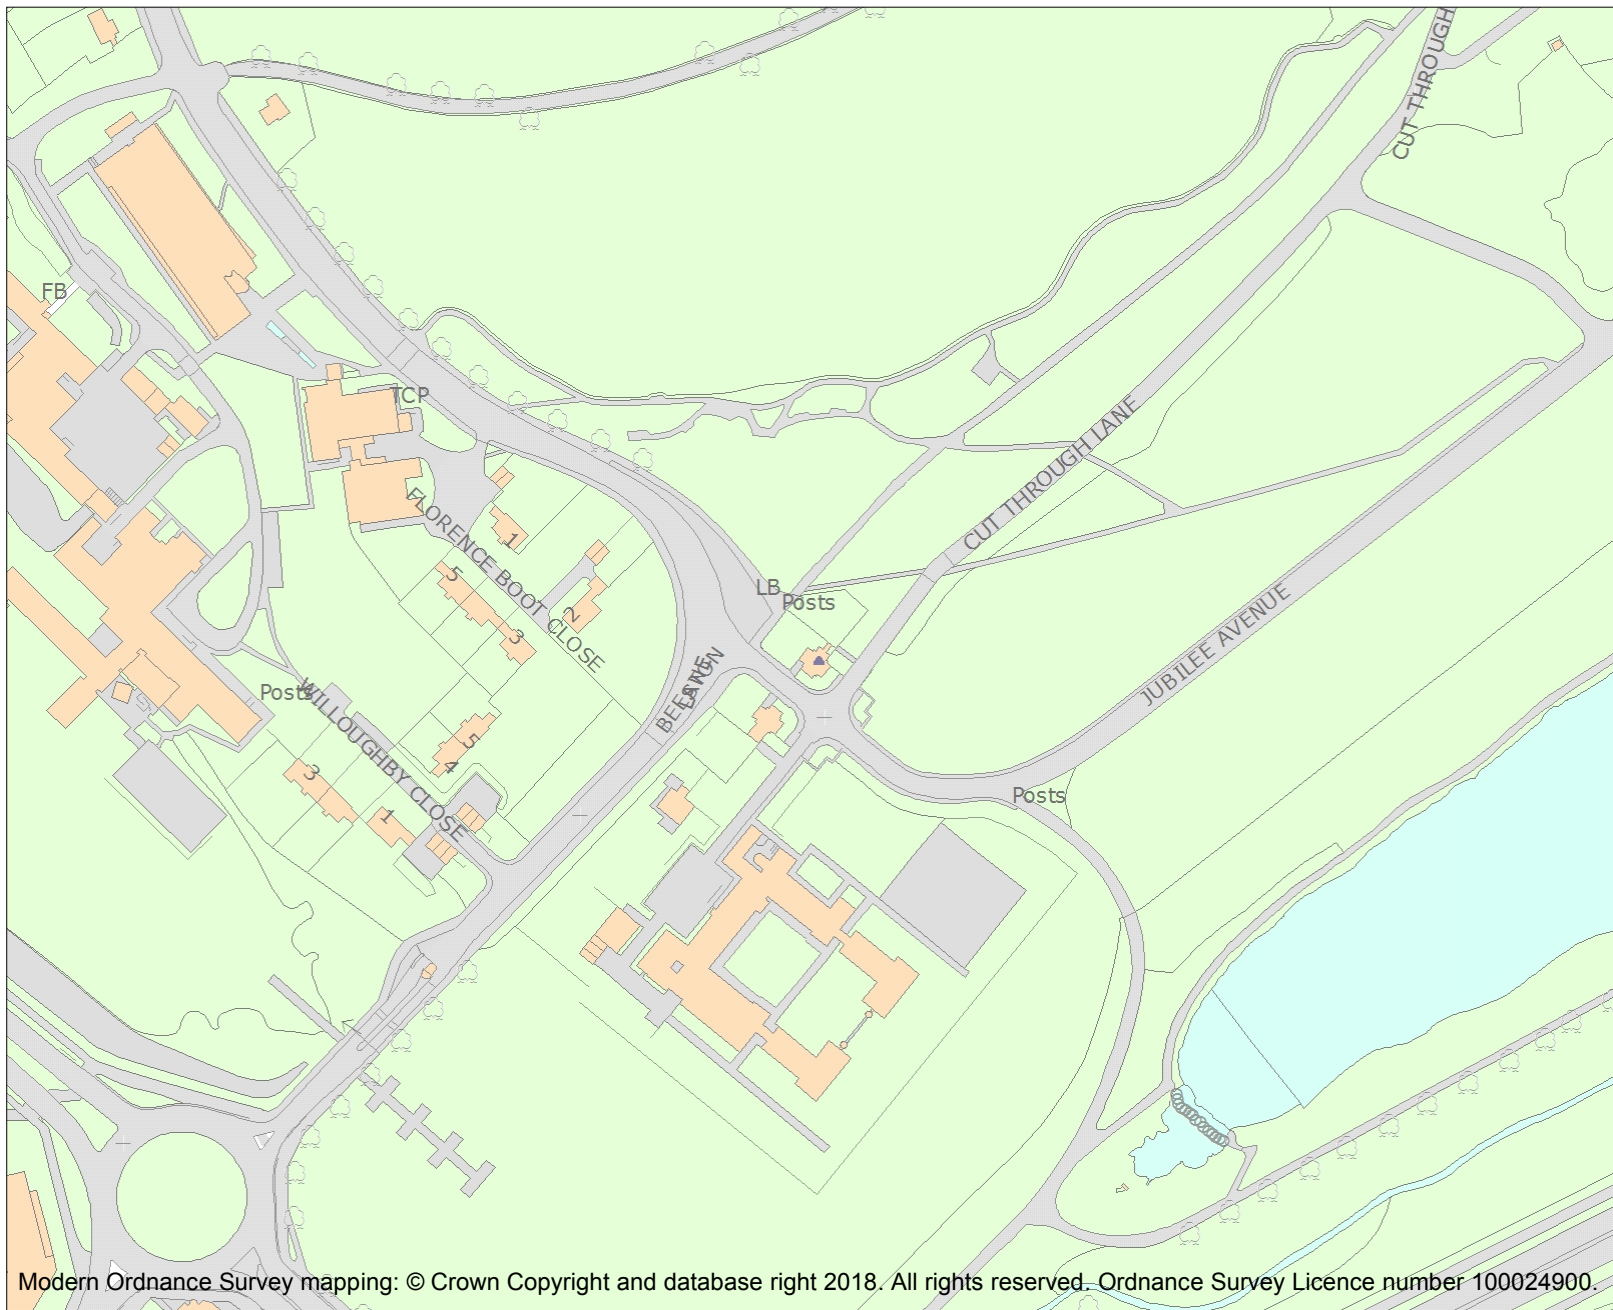 CUT THROUGH
FB
TCP
CUT THROUGH LANE
FLORENCE BOOT CLOSE
1
5
2
3
LB
Posts
JUBILEE AVENUE
BEESTON
LANE
Posts
WILLOUGHBY CLOSE
5
4
3
1
Posts
Modern Ordnance Survey mapping: © Crown Copyright and database right 2018. All rights reserved. Ordnance Survey Licence number 100024900.